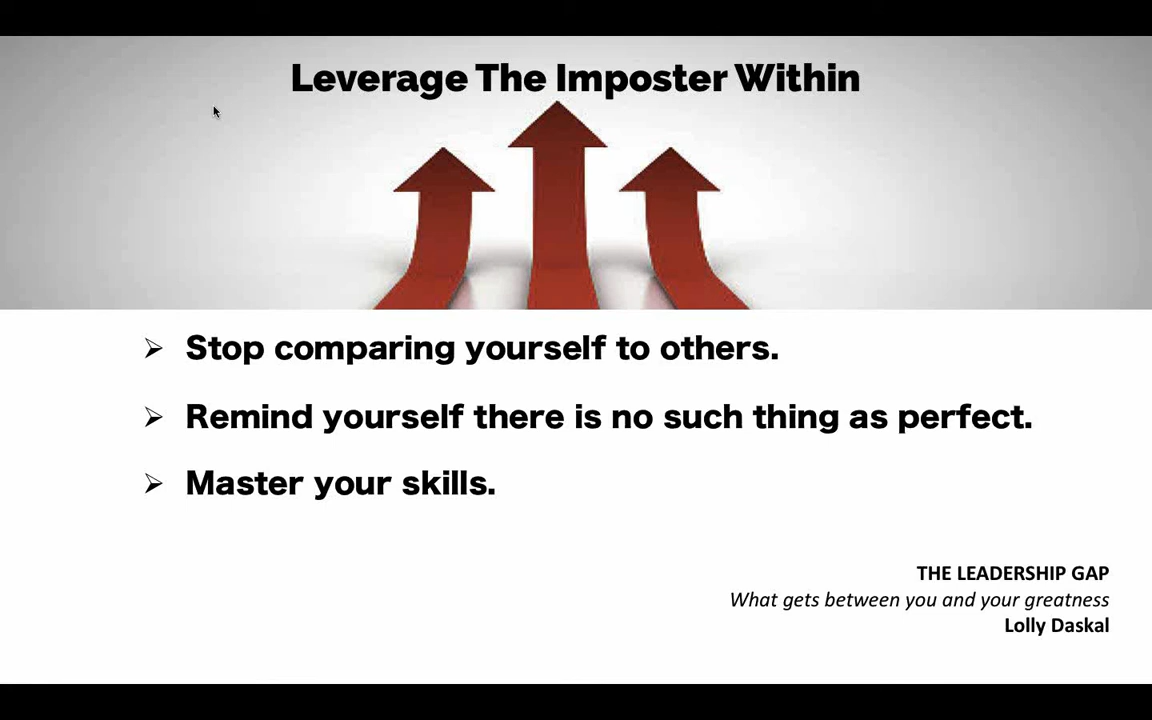 Leverage The Imposter Within
➢ Stop comparing yourself to others.
➢ Remind yourself there is no such thing as perfect.
➢ Master your skills.
THE LEADERSHIP GAP
What gets between you and your greatness
Lolly Daskal